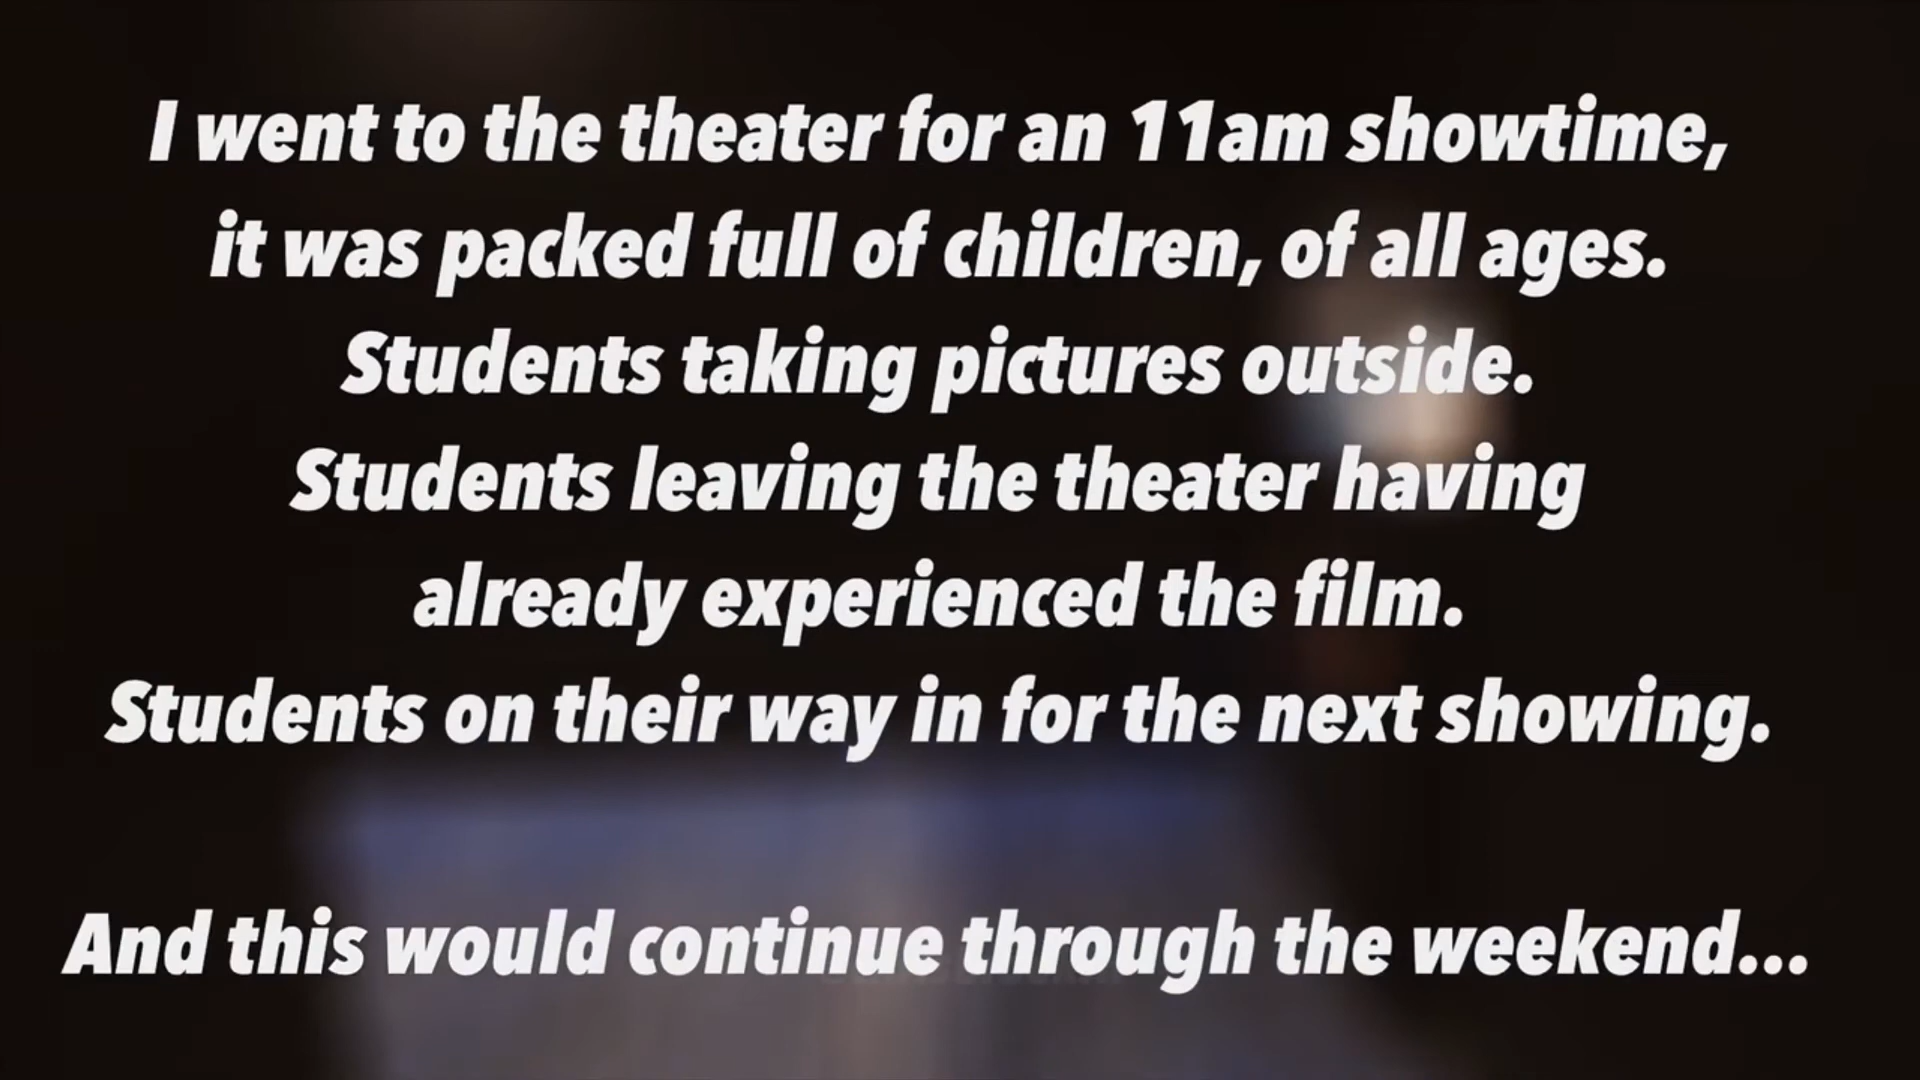 I went to the theater for an 11am showtime,
it was packed full of children, of all ages.
Students taking pictures outside.
Students leaving the theater having
already experienced the film.
Students on their way in for the next showing.
And this would continue through the weekend...